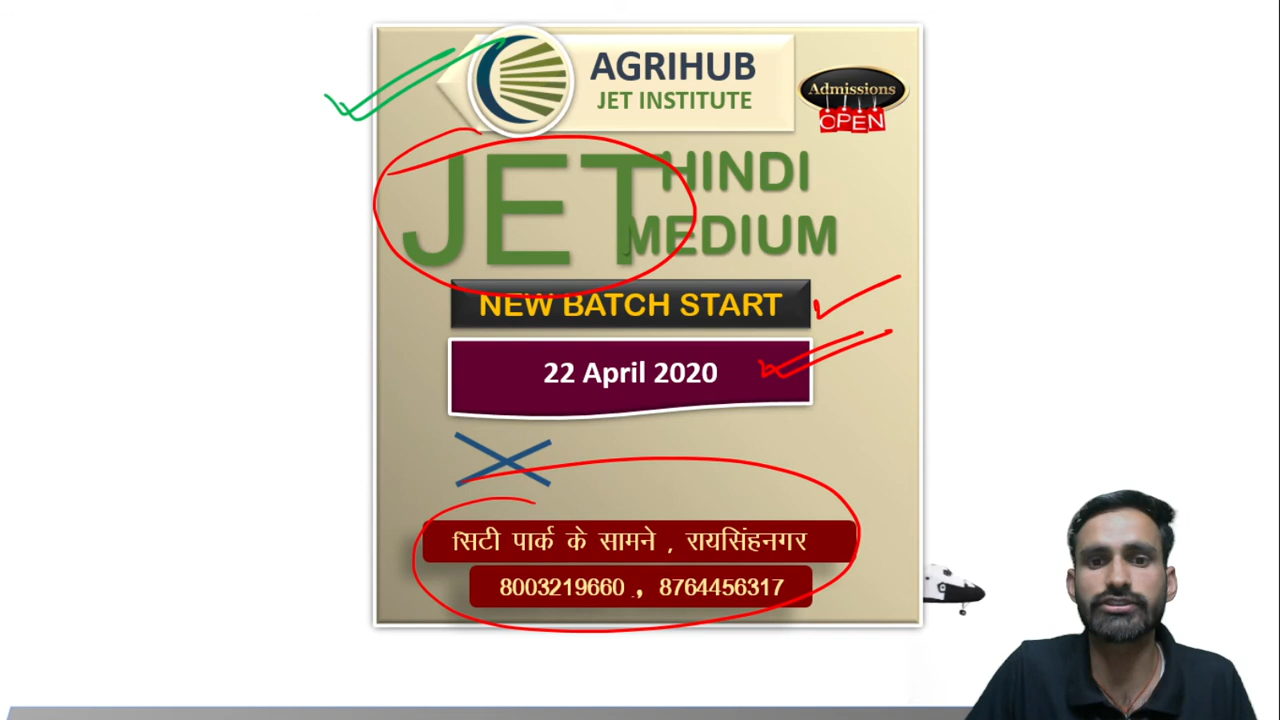 AGRIHUB
JET INSTITUTE
Admissions
OPEN
JET HINDI
MEDIUM
NEW BATCH START
22 April 2020
सिटी पार्क के सामने , रायसिंहनगर
8003219660 ., 8764456317